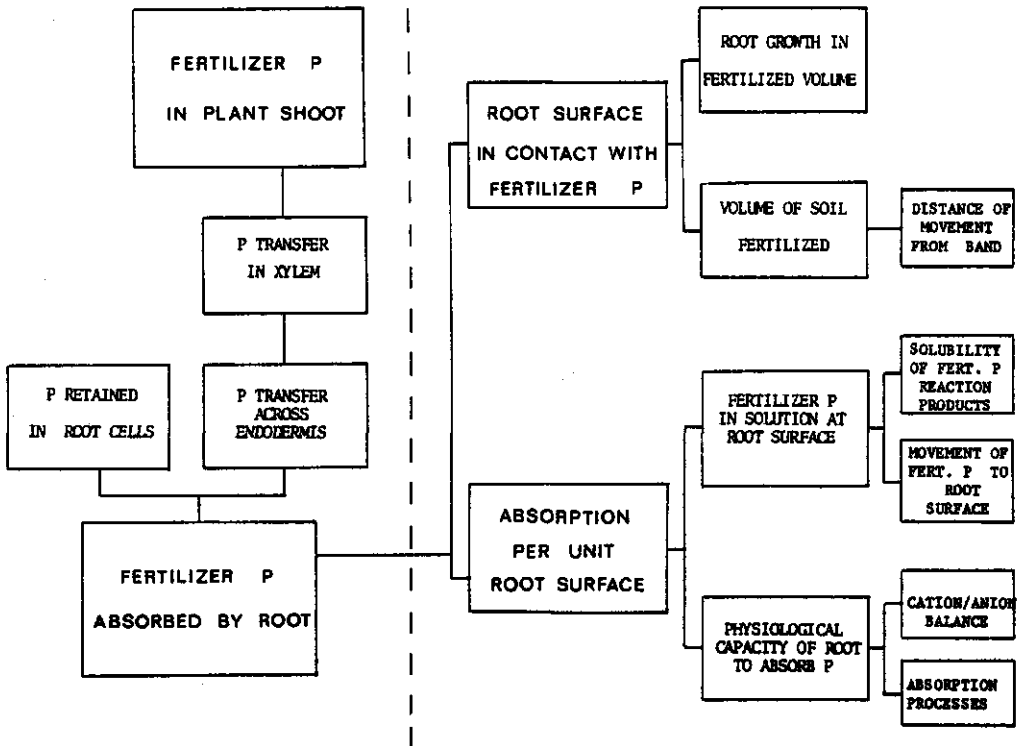 FERTILIZER P
IN PLANT SHOOT
P TRANSFER
IN XYLEM
P RETAINED
IN ROOT CELLS
P TRANSFER
ACROSS
ENDODERMIS
FERTILIZER P
ABSORBED BY ROOT
ROOT SURFACE
IN CONTACT WITH
FERTILIZER P
ROOT GROWTH IN
FERTILIZED VOLUME
VOLUME OF SOIL
FERTILIZED
DISTANCE OF
MOVEMENT
FROM BAND
ABSORPTION
PER UNIT
ROOT SURFACE
FERTILIZER P
IN SOLUTION AT
ROOT SURFACE
SOLUBILITY
OF FERT. P
REACTION
PRODUCTS
MOVEMENT OF
FERT. P TO
ROOT
SURFACE
PHYSIOLOGICAL
CAPACITY OF ROOT
TO ABSORB P
CATION/ANION
BALANCE
ABSORPTION
PROCESSES